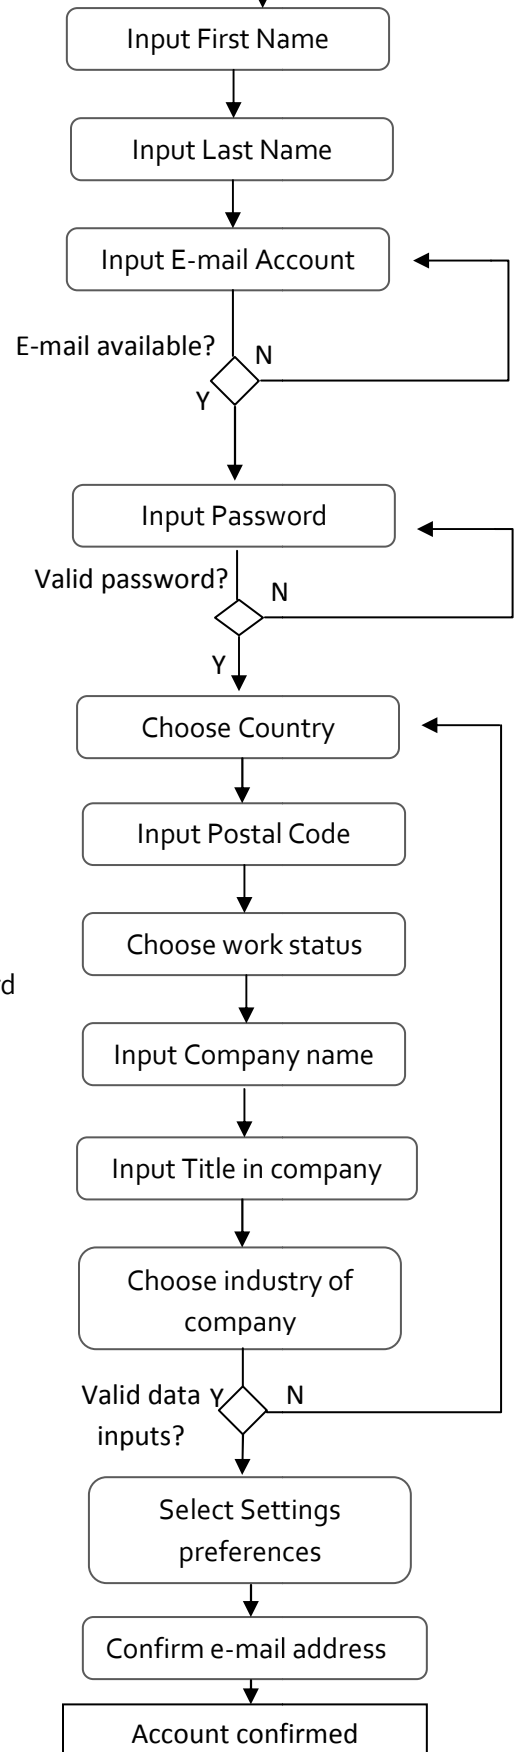 Input First Name
Input Last Name
Input E-mail Account
E-mail available?
N
Y
Input Password
Valid password?
N
Y
Choose Country
Input Postal Code
Choose work status
d
Input Company name
Input Title in company
Choose industry of
company
Valid data Y N
inputs?
Select Settings
preferences
Confirm e-mail address
Account confirmed